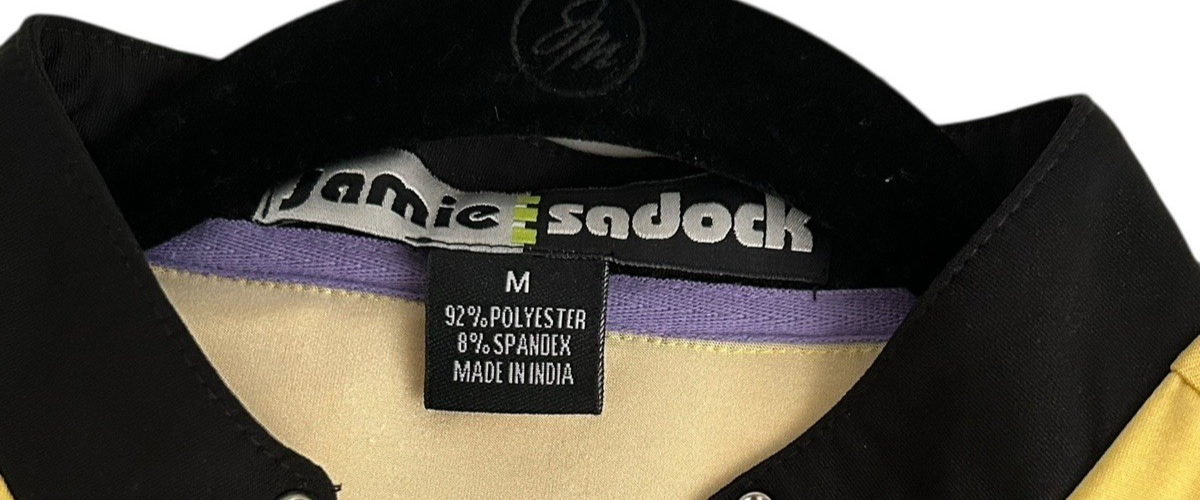 jamie sadock
M
92% POLYESTER
8% SPANDEX
MADE IN INDIA